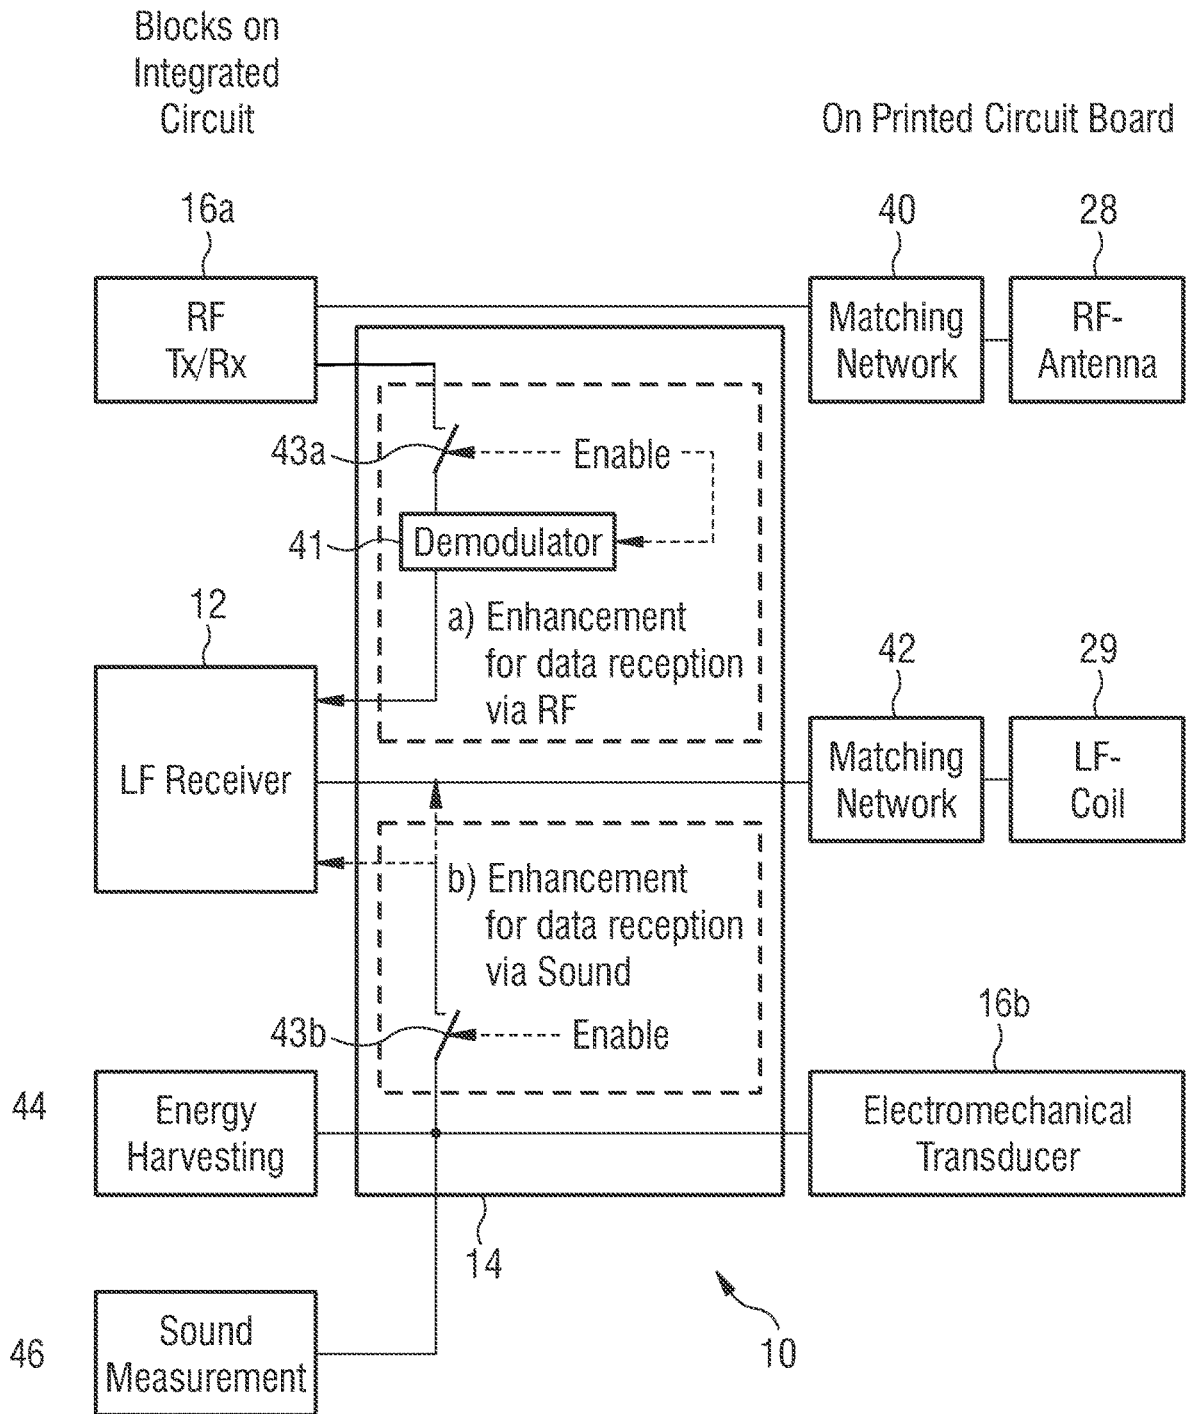 Blocks on
Integrated
Circuit
On Printed Circuit Board
16a
40
28
RF
Tx/Rx
Matching
Network
RF-
Antenna
43a
Enable
41
Demodulator
12
a) Enhancement
for data reception
via RF
42
29
LF Receiver
Matching
Network
LF-
Coil
b) Enhancement
for data reception
via Sound
43b
Enable
16b
44
Energy
Harvesting
Electromechanical
Transducer
14
46
Sound
Measurement
10